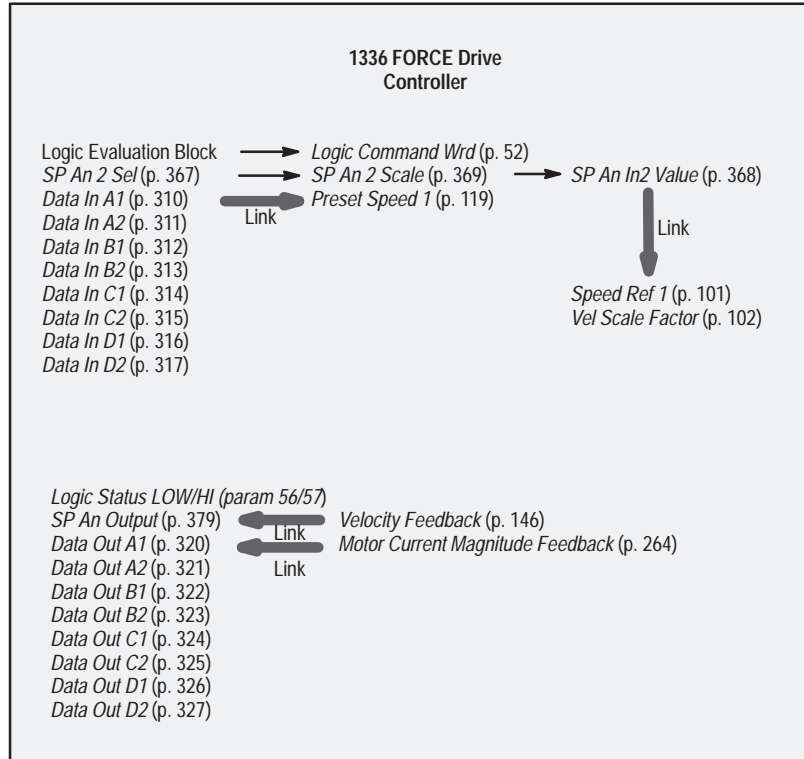 1336 FORCE Drive
Controller
Logic Evaluation Block Logic Command Wrd (p. 52)
SP An 2 Sel (p. 367) SP An 2 Scale (p. 369) SP An In2 Value (p. 368)
Data In A1 (p. 310) Preset Speed 1 (p. 119)
Link
Data In A2 (p. 311)
Link
Data In B1 (p. 312)
Data In B2 (p. 313)
Data In C1 (p. 314) Speed Ref 1 (p. 101)
Data In C2 (p. 315) Vel Scale Factor (p. 102)
Data In D1 (p. 316)
Data In D2 (p. 317)
Logic Status LOW/HI (param 56/57)
SP An Output (p. 379) Velocity Feedback (p. 146)
Link
Data Out A1 (p. 320) Motor Current Magnitude Feedback (p. 264)
Data Out A2 (p. 321) Link
Data Out B1 (p. 322)
Data Out B2 (p. 323)
Data Out C1 (p. 324)
Data Out C2 (p. 325)
Data Out D1 (p. 326)
Data Out D2 (p. 327)